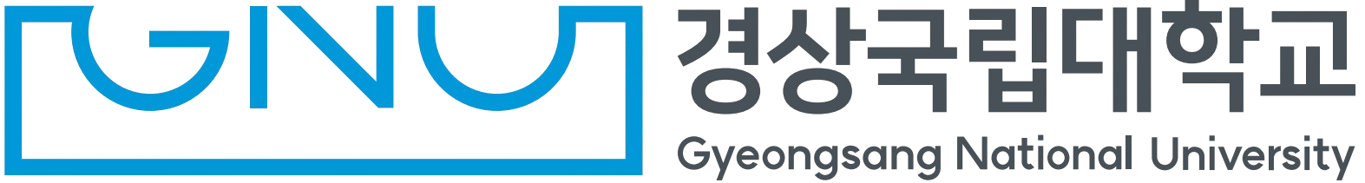 GNU
경상국립대학교
Gyeongsang National University